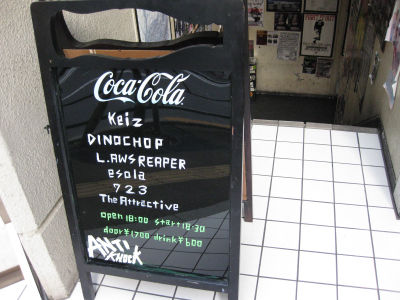 Coca-Cola
Keiz
DINOCHOP
L.AWS REAPER
esola
723
The Attractive
open 18:00 start 18:30
door ¥1700 drink ¥600
ANTI
KNOCK